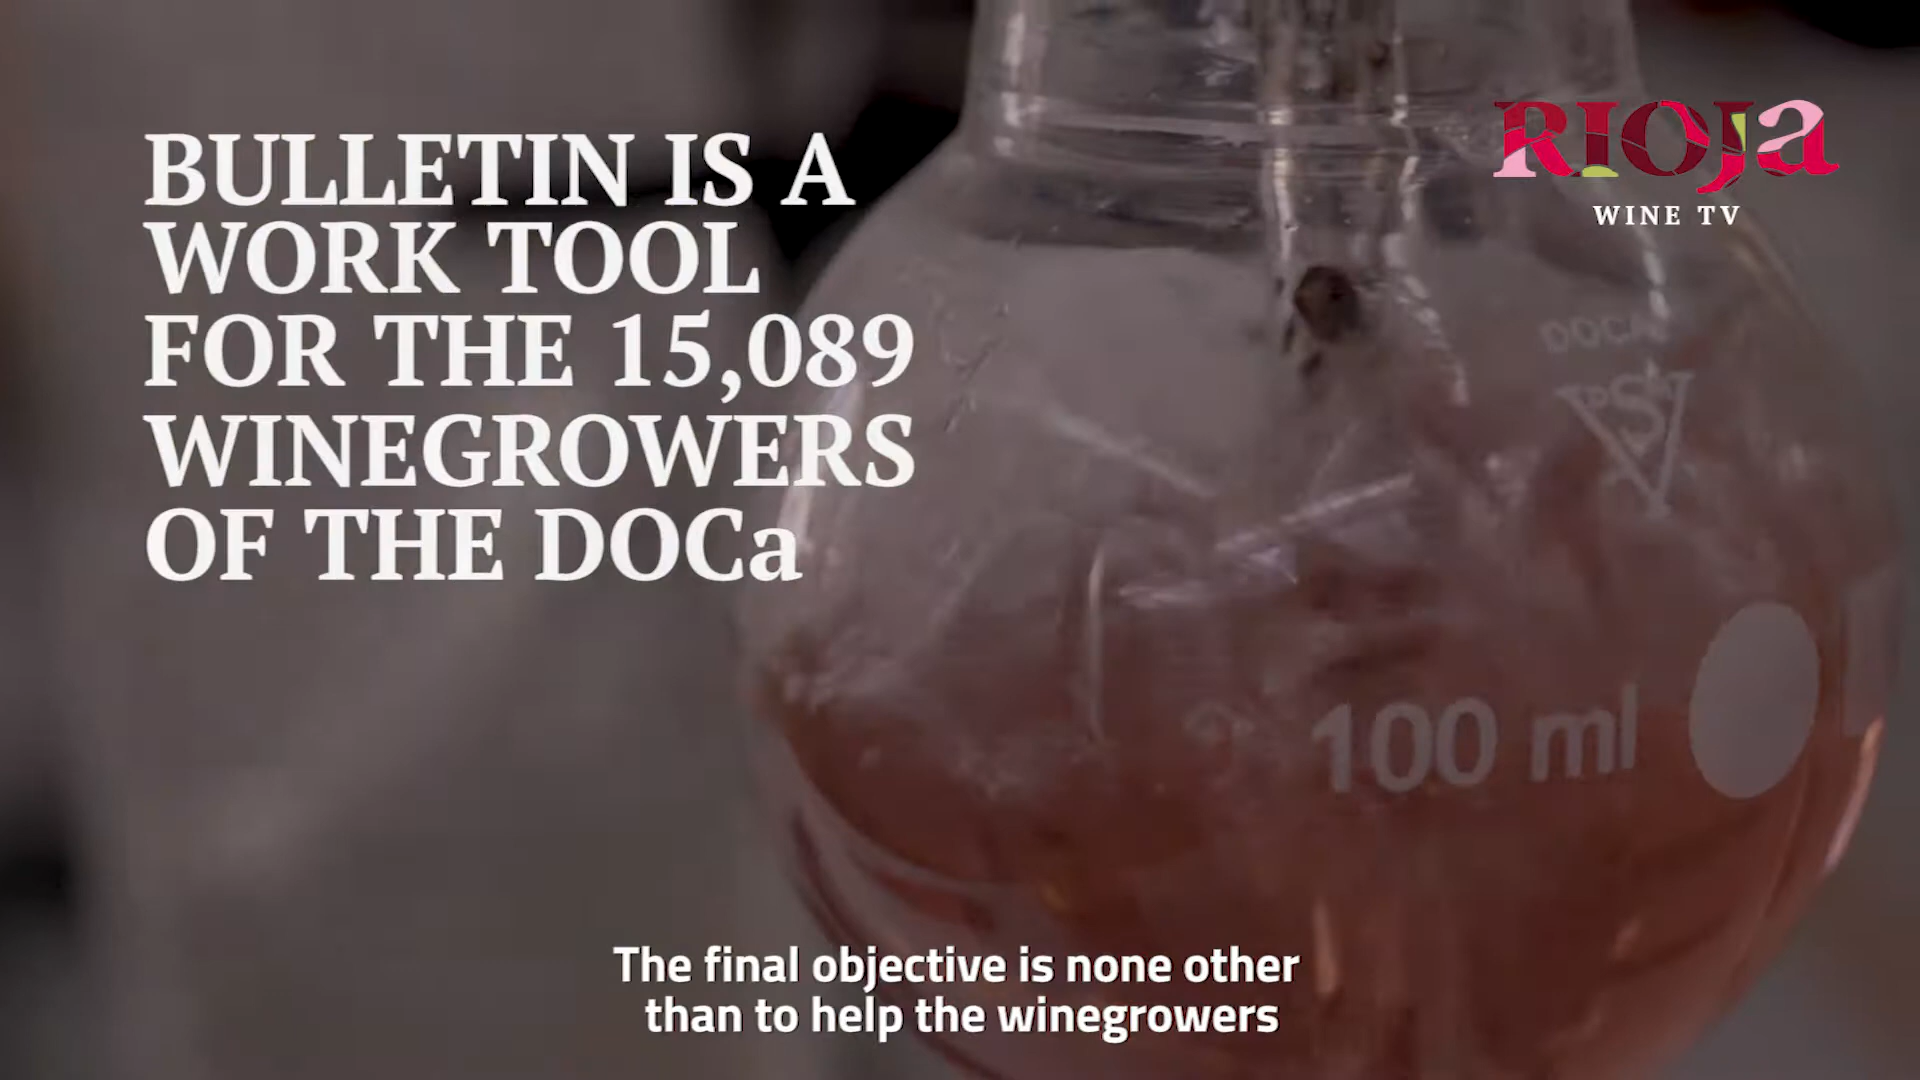 BULLETIN IS A
WORK TOOL
FOR THE 15,089
WINEGROWERS
OF THE DOCa
RIOJa
WINE TV
DOCA
100 ml
The final objective is none other
than to help the winegrowers